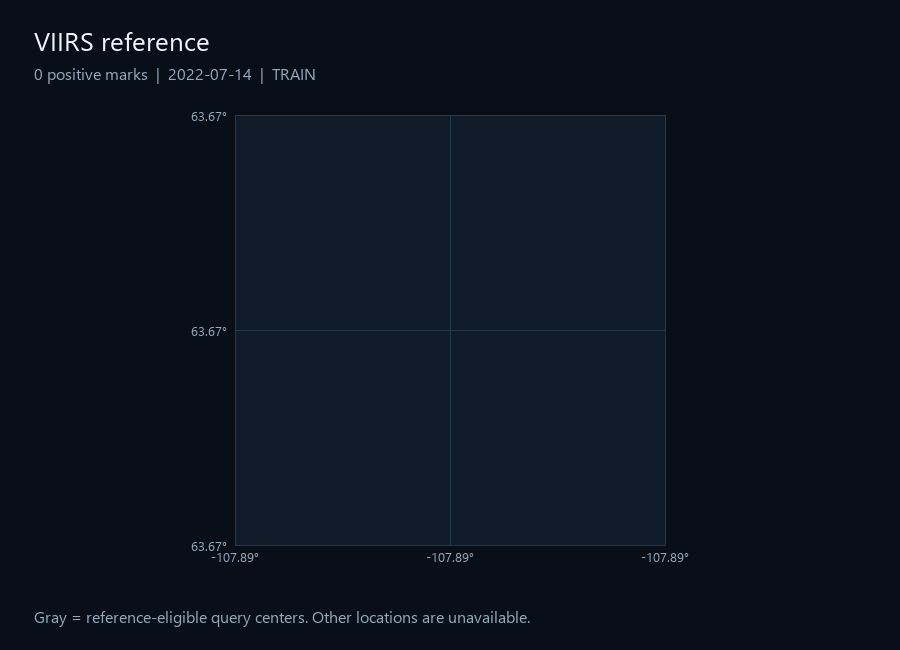 VIIRS reference
0 positive marks | 2022-07-14 | TRAIN
63.67°
63.67°
63.67°
-107.89° -107.89° -107.89°
Gray = reference-eligible query centers. Other locations are unavailable.